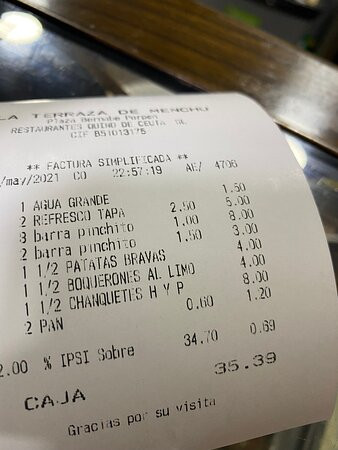 LA TERRAZA DE MENCHU
Plaza Bernabe Perpen
RESTAURANTES QUINO DE CEUTA SL
CIF B51013175
** FACTURA SIMPLIFICADA **
/may/2021 CO 22:57:19 AE/ 4706
1 AGUA GRANDE 1.50
2 REFRESCO TAPA 2.50 5.00
8 barra pinchito 1.00 8.00
2 barra pinchito 1.50 3.00
1 1/2 PATATAS BRAVAS 4.00
1 1/2 BOQUERONES AL LIMO 4.00
1 1/2 CHANQUETES H Y P 8.00
2 PAN 0.60 1.20
2.00 % IPSI Sobre 34.70 0.69
35.39
CAJA
Gracias por su visita